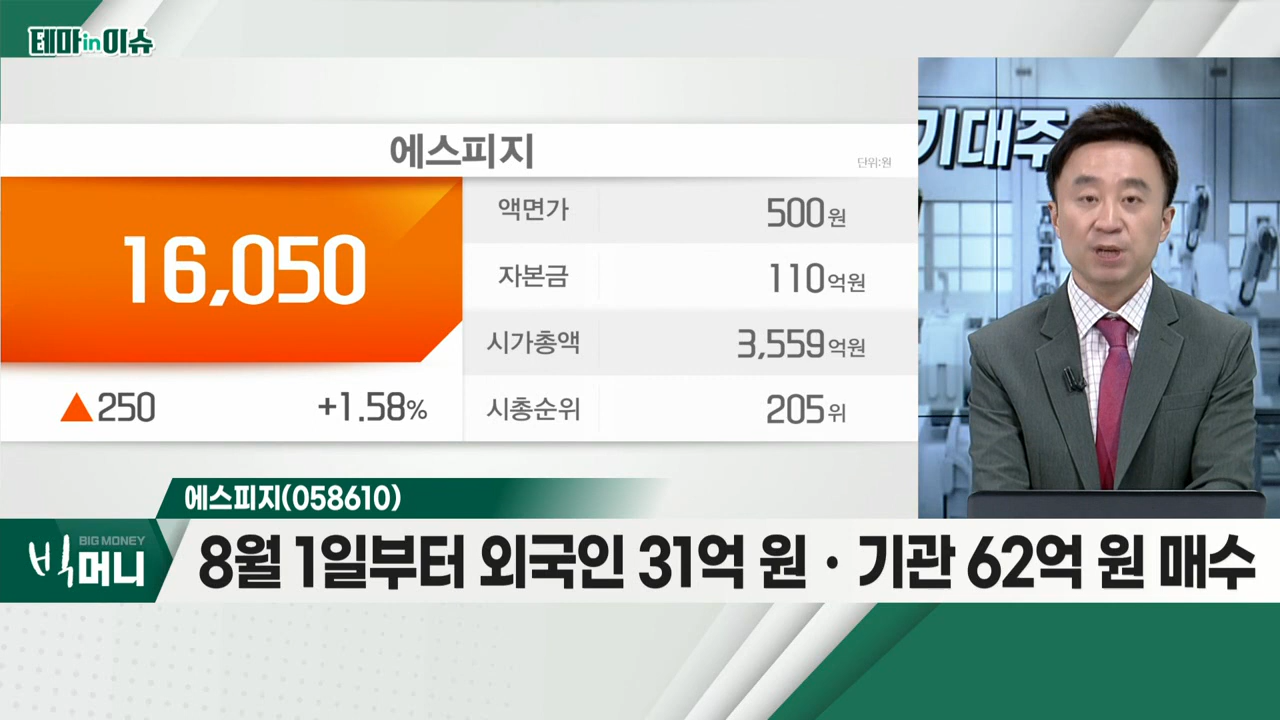 테마in이슈
에스피지
단위:원
16,050
▲250 +1.58%
액면가 500원
자본금 110억원
시가총액 3,559억원
시총순위 205위
기대주
에스피지(058610)
BIG MONEY
빅머니
8월 1일부터 외국인 31억 원·기관 62억 원 매수